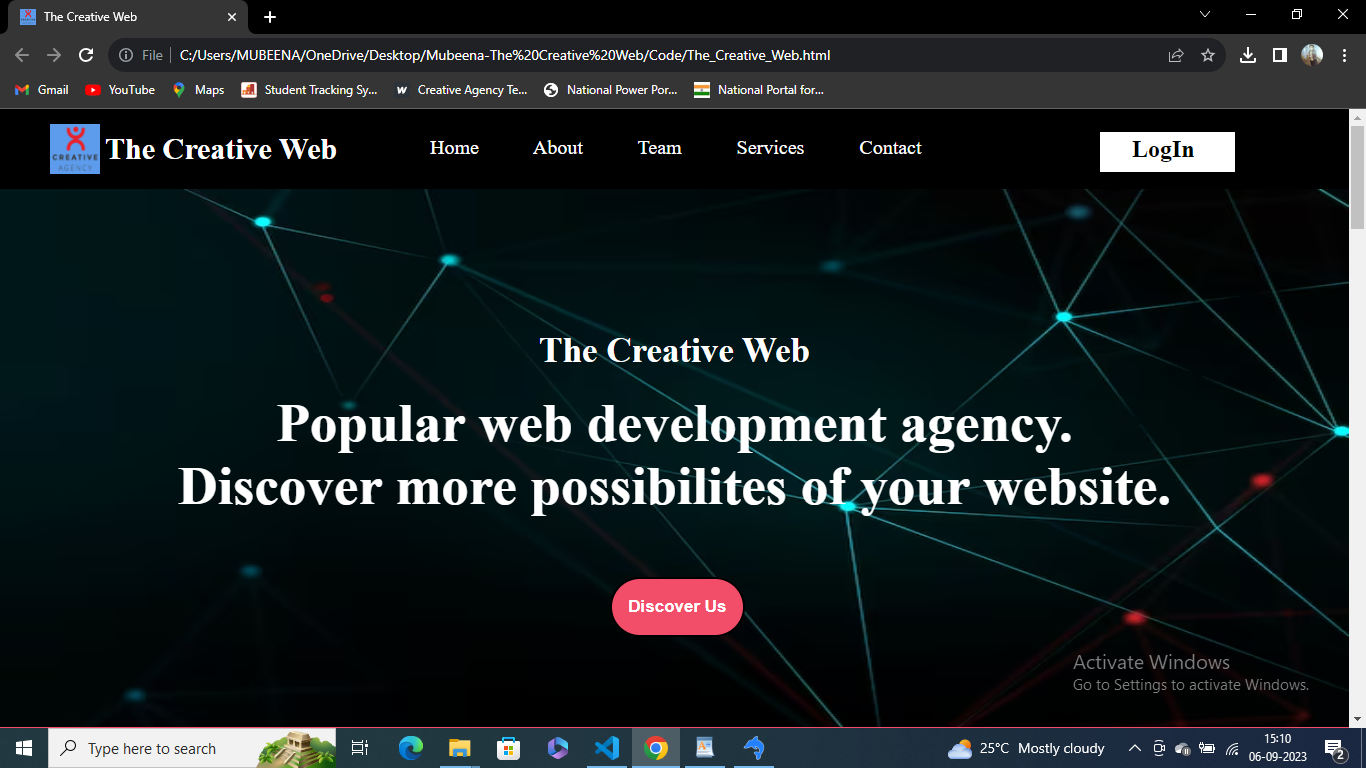 The Creative Web
File
C:/Users/MUBEENA/OneDrive/Desktop/Mubeena-The%20Creative%20Web/Code/The_Creative_Web.html
Gmail
YouTube
Maps
Student Tracking Sy...
Creative Agency Te...
National Power Por...
National Portal for...
CREATIVE
AGENCY
The Creative Web
Home
About
Team
Services
Contact
LogIn
The Creative Web
Popular web development agency.
Discover more possibilites of your website.
Discover Us
Activate Windows
Go to Settings to activate Windows.
Type here to search
25°C Mostly cloudy
15:10
06-09-2023
2